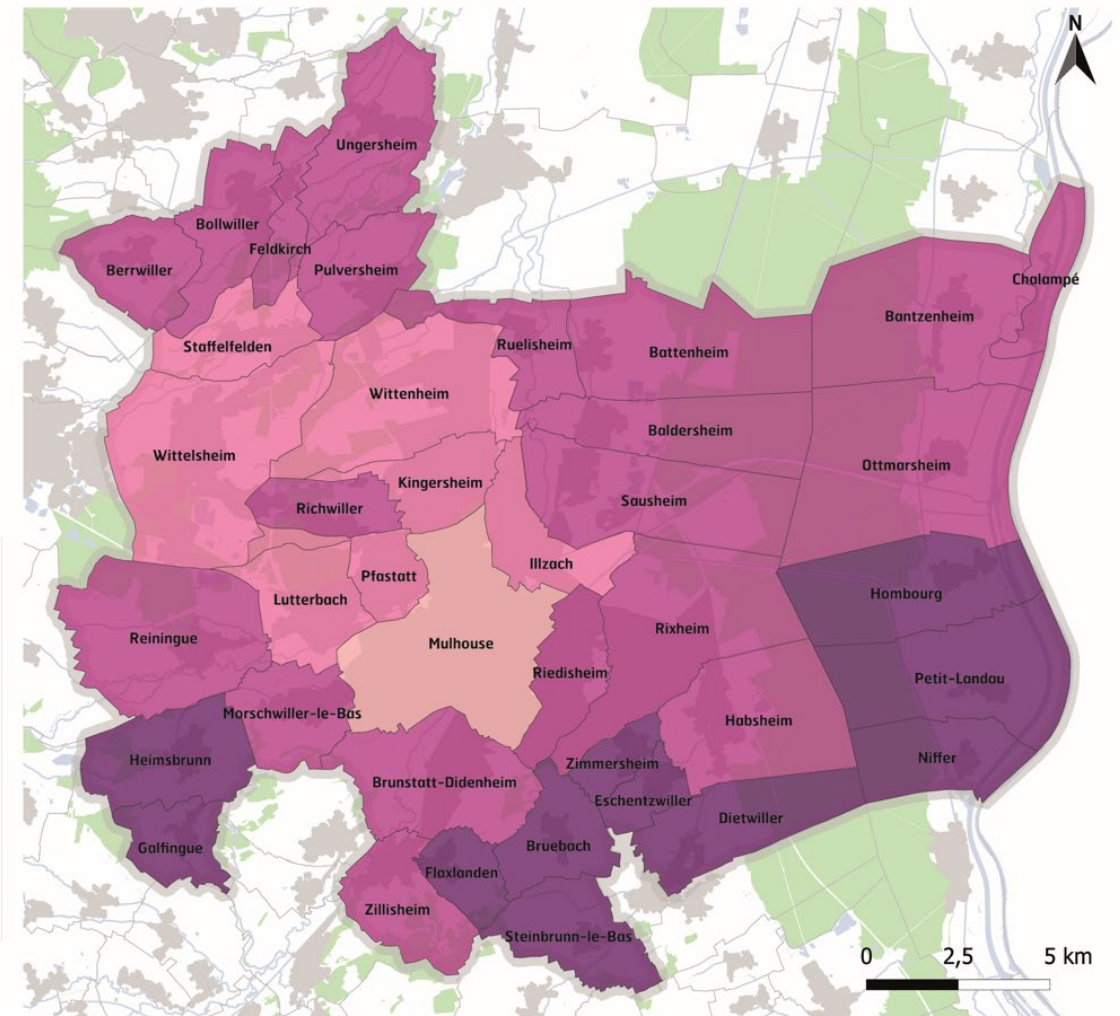 N
Ungersheim
Bollwiller
Feldkirch
Berrwiller
Pulversheim
Chalampé
Bantzenheim
Staffelfelden
Ruelisheim
Battenheim
Wittenheim
Baldersheim
Wittelsheim
Ottmarsheim
Kingersheim
Sausheim
Richwiller
Illzach
Pfastatt
Hombourg
Lutterbach
Rixheim
Reiningue
Mulhouse
Riedisheim
Petit-Landau
Morschwiller-le-Bas
Habsheim
Heimsbrunn
Zimmersheim
Niffer
Brunstatt-Didenheim
Eschentzwiller
Dietwiller
Galfingue
Bruebach
Flaxlanden
Zillisheim
Steinbrunn-le-Bas
0 2,5 5 km